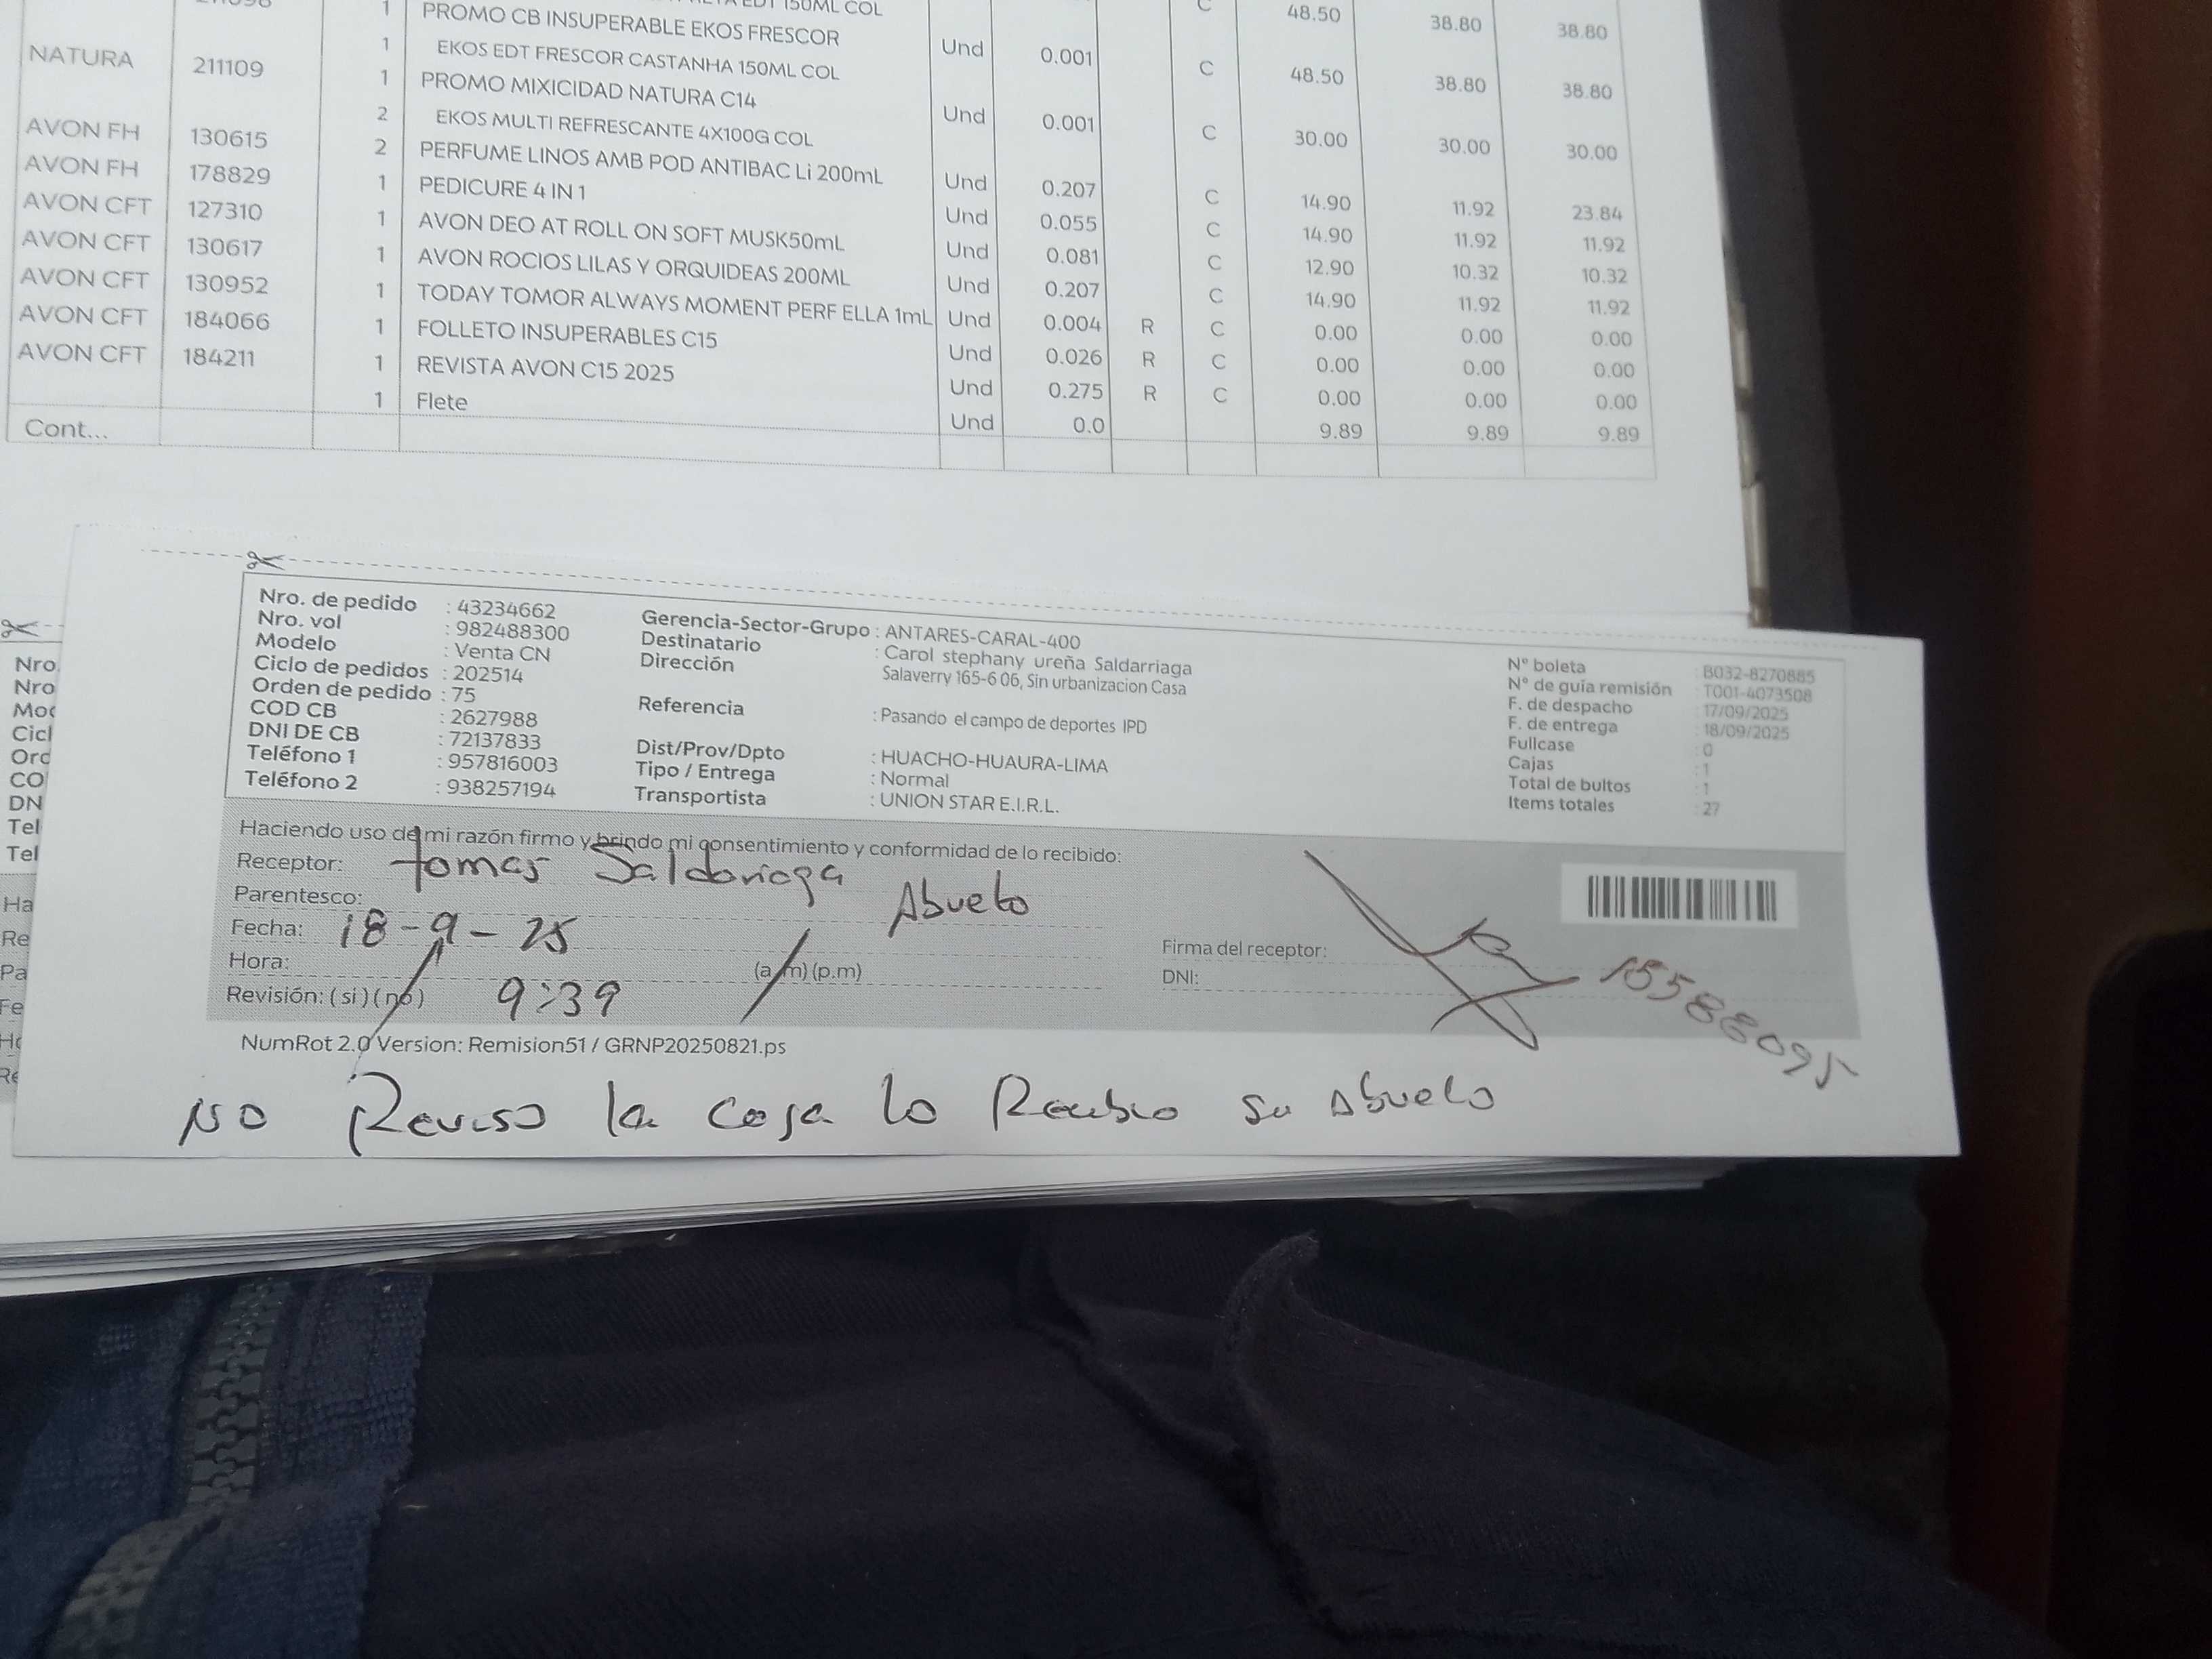 1 PROMO CB INSUPERABLE EKOS FRESCOR
NATURA 211109 1 EKOS EDT FRESCOR CASTANHA 150ML COL Und 0.001 C 48.50 38.80 38.80
1 PROMO MIXICIDAD NATURA C14
2 EKOS MULTI REFRESCANTE 4X100G COL Und 0.001 C 30.00 30.00 30.00
AVON FH 130615 2 PERFUME LINOS AMB POD ANTIBAC Li 200mL Und 0.207 C 14.90 11.92 23.84
AVON FH 178829 1 PEDICURE 4 IN 1 Und 0.055 C 14.90 11.92 11.92
AVON CFT 127310 1 AVON DEO AT ROLL ON SOFT MUSK50mL Und 0.081 C 12.90 10.32 10.32
AVON CFT 130617 1 AVON ROCIOS LILAS Y ORQUIDEAS 200ML Und 0.207 C 14.90 11.92 11.92
AVON CFT 130952 1 TODAY TOMOR ALWAYS MOMENT PERF ELLA 1mL Und 0.004 R C 0.00 0.00 0.00
AVON CFT 184066 1 FOLLETO INSUPERABLES C15 Und 0.026 R C 0.00 0.00 0.00
AVON CFT 184211 1 REVISTA AVON C15 2025 Und 0.275 R C 0.00 0.00 0.00
1 Flete Und 0.0 9.89 9.89 9.89
Cont...
Nro. de pedido : 43234662
Nro. vol : 982488300
Modelo : Venta CN
Ciclo de pedidos : 202514
Orden de pedido : 75
COD CB : 2627988
DNI DE CB : 72137833
Teléfono 1 : 957816003
Teléfono 2 : 938257194
Gerencia-Sector-Grupo : ANTARES-CARAL-400
Destinatario : Carol stephany ureña Saldarriaga
Dirección Salaverry 165-6 06, Sin urbanizacion Casa
Referencia : Pasando el campo de deportes IPD
Dist/Prov/Dpto : HUACHO-HUAURA-LIMA
Tipo / Entrega : Normal
Transportista : UNION STAR E.I.R.L.
N° boleta : B032-8270885
N° de guía remisión : T001-4073508
F. de despacho : 17/09/2025
F. de entrega : 18/09/2025
Fullcase : 0
Cajas : 1
Total de bultos : 1
Items totales : 27
Haciendo uso de mi razón firmo y brindo mi consentimiento y conformidad de lo recibido:
Receptor: tomas Saldariaga
Parentesco: Abuelo
Fecha: 18-9-25
Hora: 9:39 (a.m) (p.m)
Revisión: ( si ) ( no )
Firma del receptor:
DNI: 15588095
NumRot 2.0 Version: Remision51 / GRNP20250821.ps
NO Reviso la caja lo Recibio su Abuelo